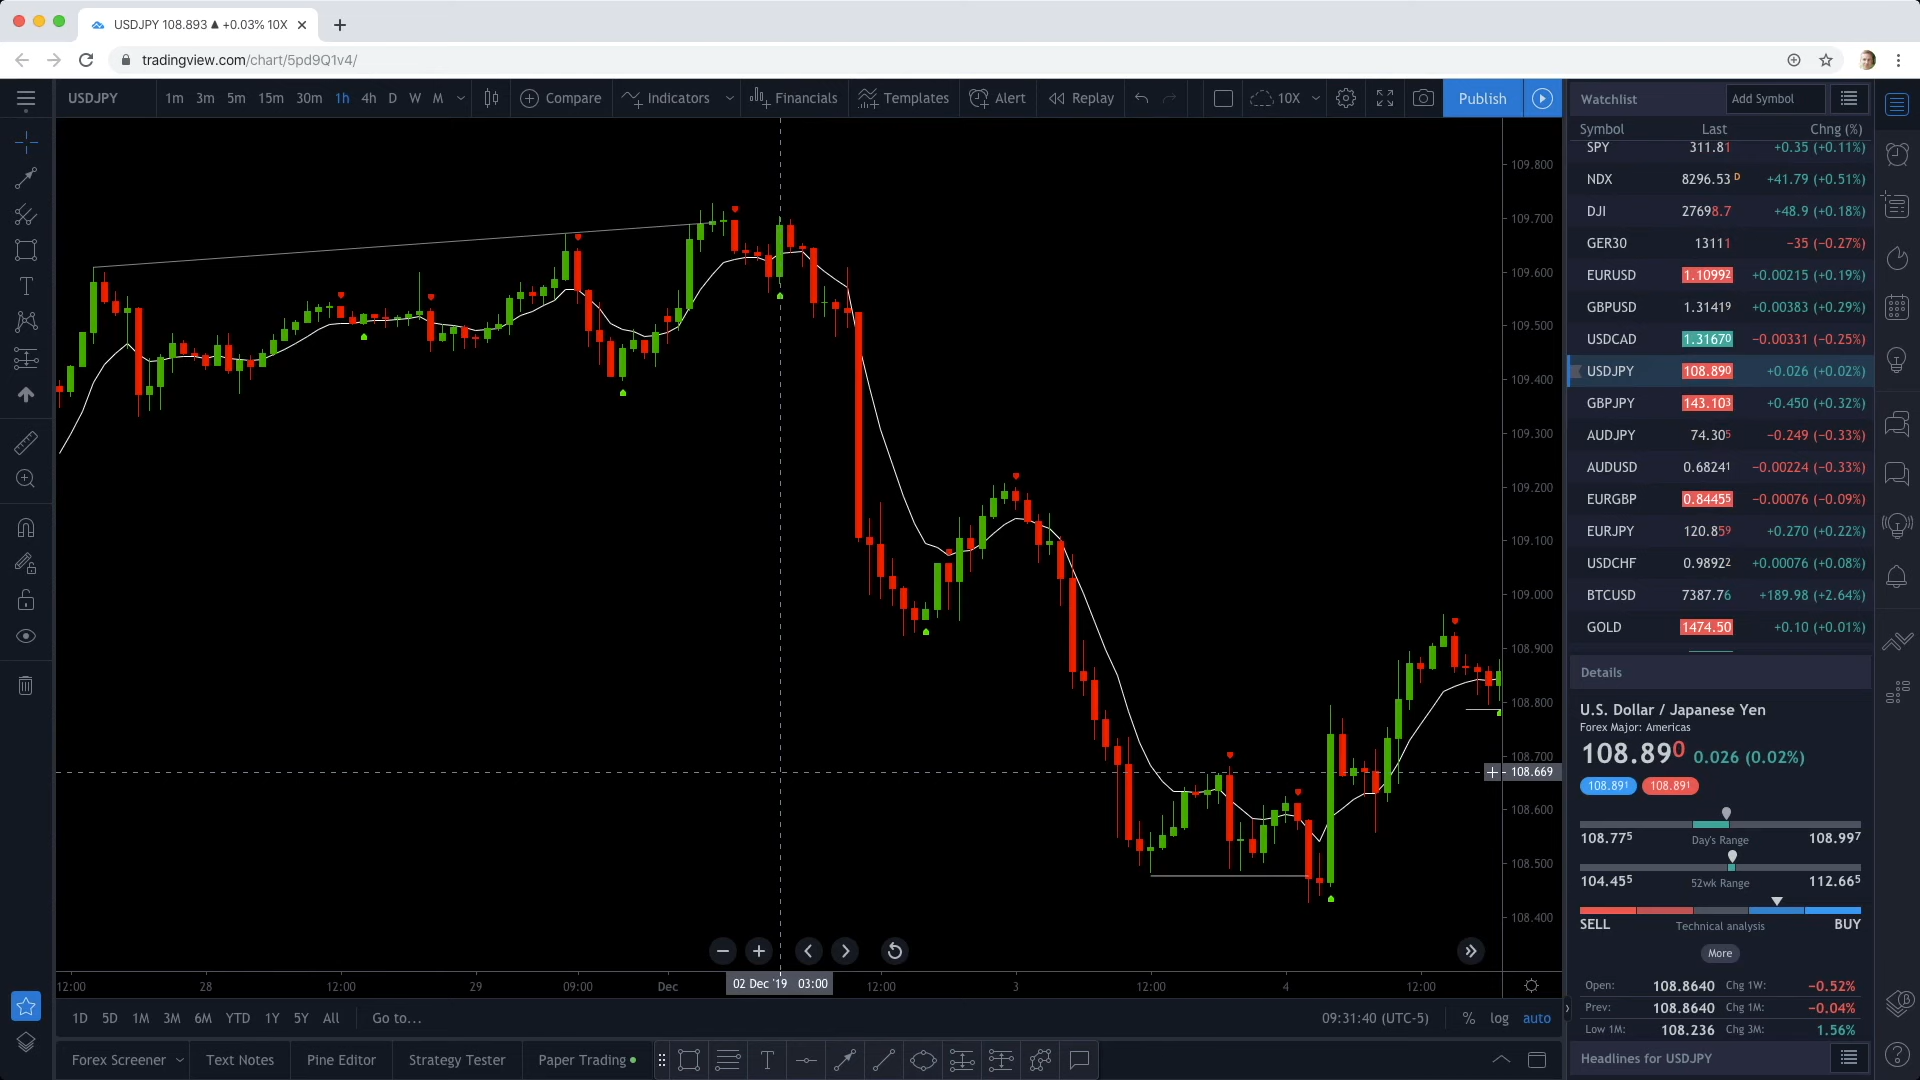 USDJPY 108.893 ▲ +0.03% 10X
tradingview.com/chart/5pd9Q1v4/
USDJPY 1m 3m 5m 15m 30m 1h 4h D W M Compare Indicators Financials Templates Alert Replay 10X Publish
Watchlist Add Symbol
Symbol Last Chng (%)
SPY 311.81 +0.35 (+0.11%)
NDX 8296.53 D +41.79 (+0.51%)
DJI 27698.7 +48.9 (+0.18%)
GER30 13111 −35 (−0.27%)
EURUSD 1.10992 +0.00215 (+0.19%)
GBPUSD 1.31419 +0.00383 (+0.29%)
USDCAD 1.31670 −0.00331 (−0.25%)
USDJPY 108.890 +0.026 (+0.02%)
GBPJPY 143.103 +0.450 (+0.32%)
AUDJPY 74.305 −0.249 (−0.33%)
AUDUSD 0.68241 −0.00224 (−0.33%)
EURGBP 0.84455 −0.00076 (−0.09%)
EURJPY 120.859 +0.270 (+0.22%)
USDCHF 0.98922 +0.00076 (+0.08%)
BTCUSD 7387.76 +189.98 (+2.64%)
GOLD 1474.50 +0.10 (+0.01%)
109.800
109.700
109.600
109.500
109.400
109.300
109.200
109.100
109.000
108.900
108.800
108.700
108.669
108.600
108.500
108.400
Details
U.S. Dollar / Japanese Yen
Forex Major: Americas
108.890 0.026 (0.02%)
108.891 108.891
108.775 Day's Range 108.997
104.455 52wk Range 112.665
SELL Technical analysis BUY
More
Open: 108.8640 Chg 1W: −0.52%
Prev: 108.8640 Chg 1M: −0.04%
Low 1M: 108.236 Chg 3M: 1.56%
Headlines for USDJPY
12:00 28 12:00 29 09:00 Dec 02 Dec '19 03:00 12:00 3 12:00 4 12:00
1D 5D 1M 3M 6M YTD 1Y 5Y All Go to... 09:31:40 (UTC-5) % log auto
Forex Screener Text Notes Pine Editor Strategy Tester Paper Trading